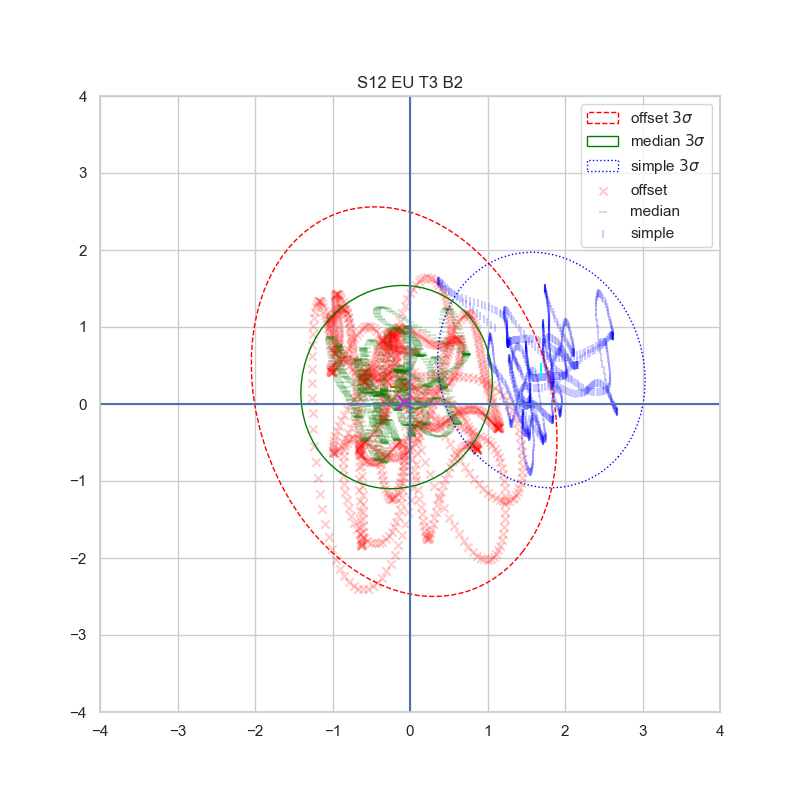 S12 EU T3 B2
offset 3σ
median 3σ
simple 3σ
offset
median
simple
4
3
2
1
0
−1
−2
−3
−4
−4 −3 −2 −1 0 1 2 3 4